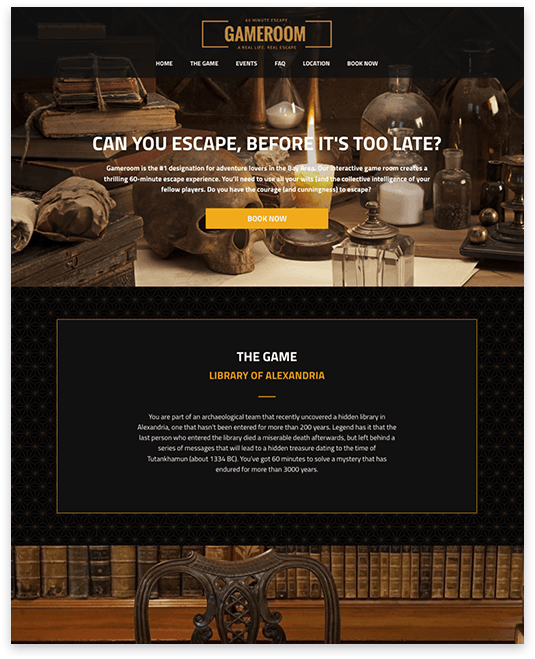 60 MINUTE ESCAPE
GAMEROOM
A REAL LIFE, REAL ESCAPE
HOME THE GAME EVENTS FAQ LOCATION BOOK NOW
CAN YOU ESCAPE, BEFORE IT'S TOO LATE?
Gameroom is the #1 designation for adventure lovers in the Bay Area. Our interactive game room creates a
thrilling 60-minute escape experience. You'll need to use all your wits (and the collective intelligence of your
fellow players. Do you have the courage (and cunningness) to escape?
BOOK NOW
THE GAME
LIBRARY OF ALEXANDRIA
You are part of an archaeological team that recently uncovered a hidden library in
Alexandria, one that hasn't been entered for more than 200 years. Legend has it that the
last person who entered the library died a miserable death afterwards, but left behind a
series of messages that will lead to a hidden treasure dating to the time of
Tutankhamun (about 1334 BC). You've got 60 minutes to solve a mystery that has
endured for more than 3000 years.